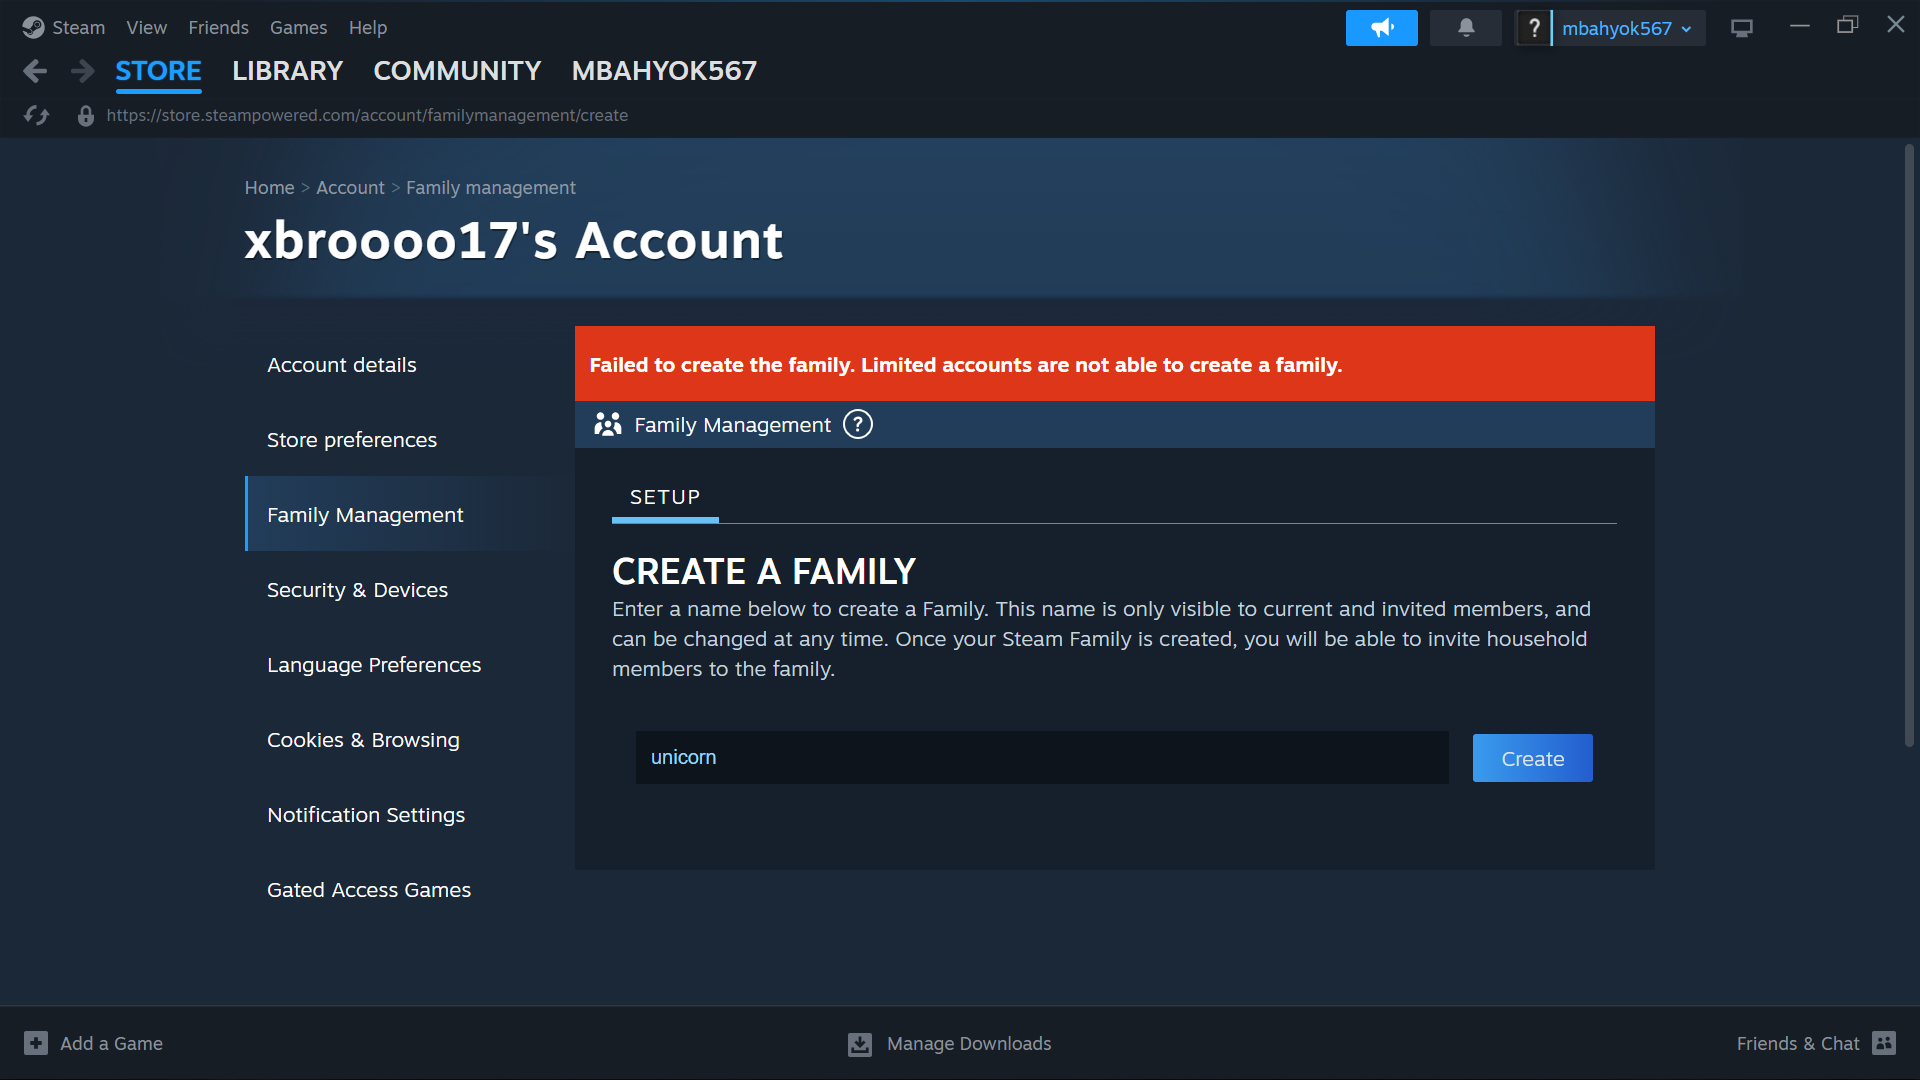 Steam View Friends Games Help
? mbahyok567
STORE LIBRARY COMMUNITY MBAHYOK567
https://store.steampowered.com/account/familymanagement/create
Home > Account > Family management
xbroooo17's Account
Account details
Store preferences
Family Management
Security & Devices
Language Preferences
Cookies & Browsing
Notification Settings
Gated Access Games
Failed to create the family. Limited accounts are not able to create a family.
Family Management ?
SETUP
CREATE A FAMILY
Enter a name below to create a Family. This name is only visible to current and invited members, and
can be changed at any time. Once your Steam Family is created, you will be able to invite household
members to the family.
unicorn
Create
Add a Game
Manage Downloads
Friends & Chat